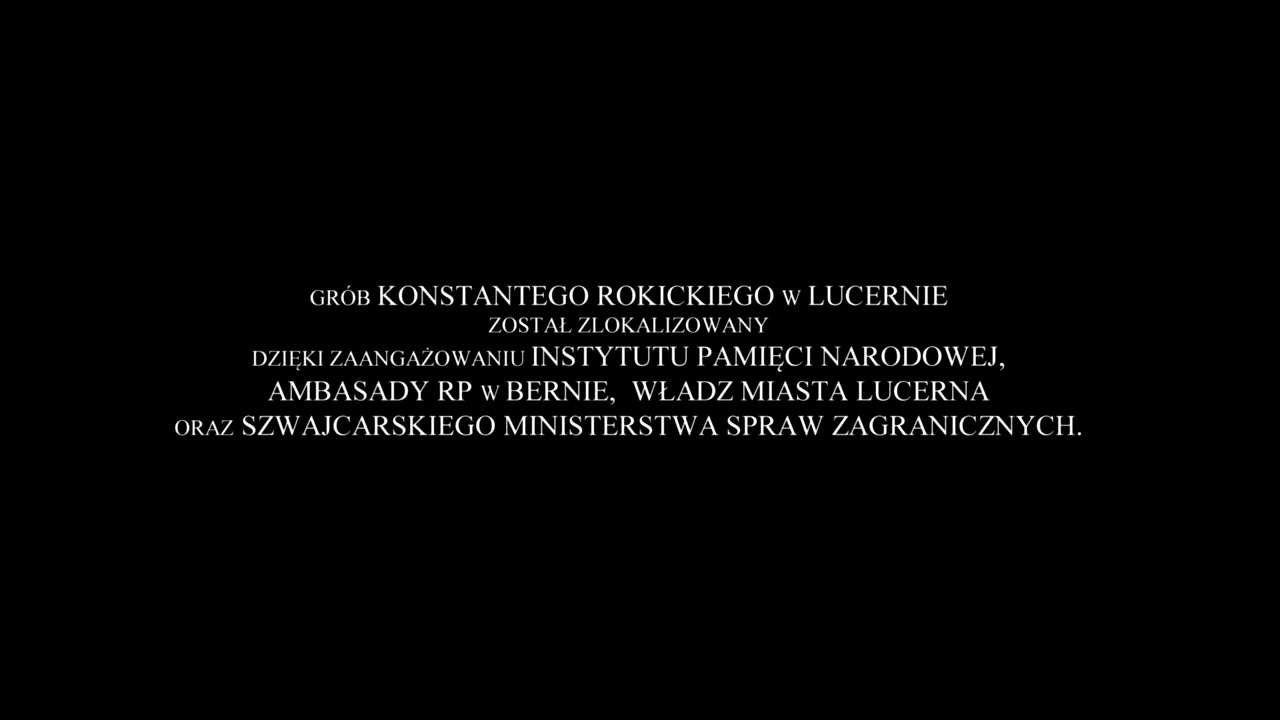 GRÓB KONSTANTEGO ROKICKIEGO W LUCERNIE
ZOSTAŁ ZLOKALIZOWANY
DZIĘKI ZAANGAŻOWANIU INSTYTUTU PAMIĘCI NARODOWEJ,
AMBASADY RP W BERNIE, WŁADZ MIASTA LUCERNA
ORAZ SZWAJCARSKIEGO MINISTERSTWA SPRAW ZAGRANICZNYCH.